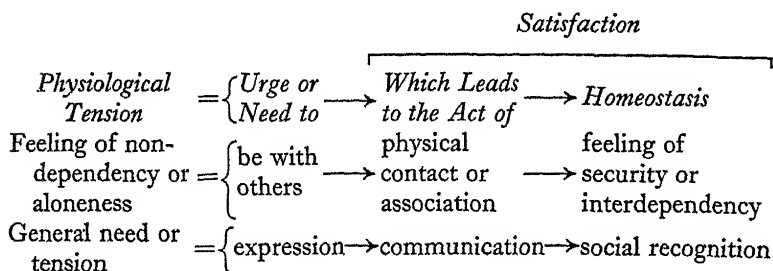 Satisfaction
Physiological Tension = { Urge or Need to → Which Leads to the Act of → Homeostasis
Feeling of non-dependency or aloneness = { be with others → physical contact or association → feeling of security or interdependency
General need or tension = { expression → communication → social recognition